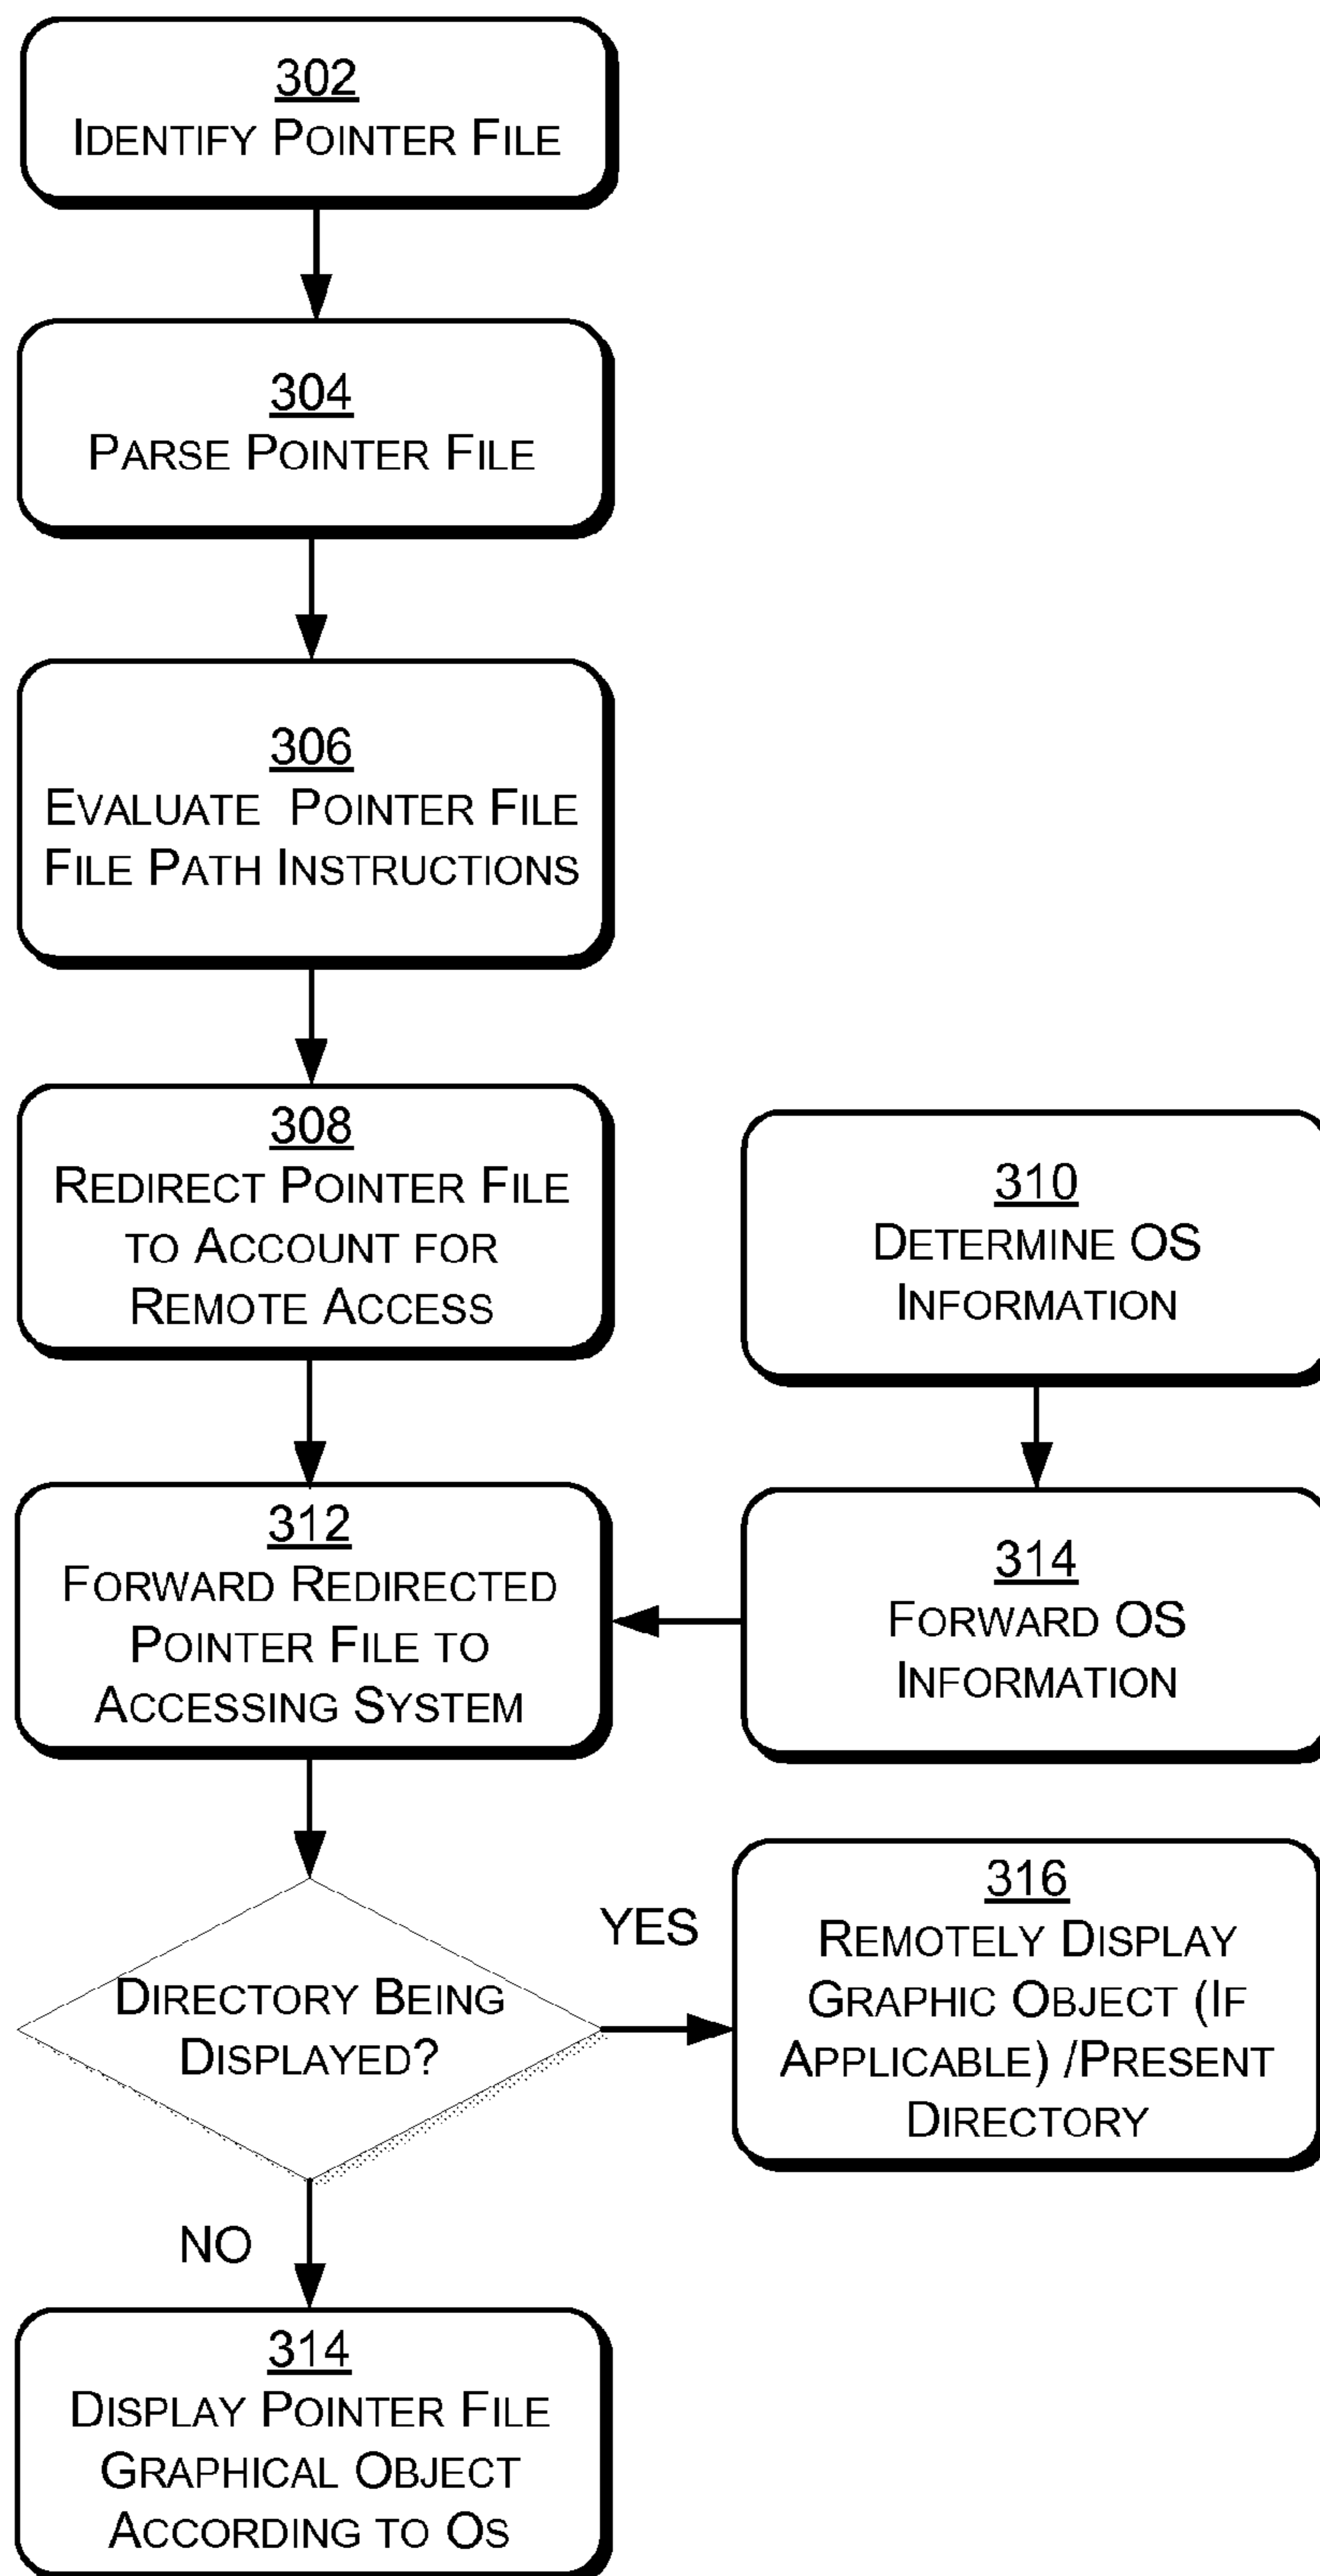 302
IDENTIFY POINTER FILE
304
PARSE POINTER FILE
306
EVALUATE POINTER FILE
FILE PATH INSTRUCTIONS
308
REDIRECT POINTER FILE
TO ACCOUNT FOR
REMOTE ACCESS
310
DETERMINE OS
INFORMATION
312
FORWARD REDIRECTED
POINTER FILE TO
ACCESSING SYSTEM
314
FORWARD OS
INFORMATION
DIRECTORY BEING
DISPLAYED?
YES
316
REMOTELY DISPLAY
GRAPHIC OBJECT (IF
APPLICABLE) /PRESENT
DIRECTORY
NO
314
DISPLAY POINTER FILE
GRAPHICAL OBJECT
ACCORDING TO OS